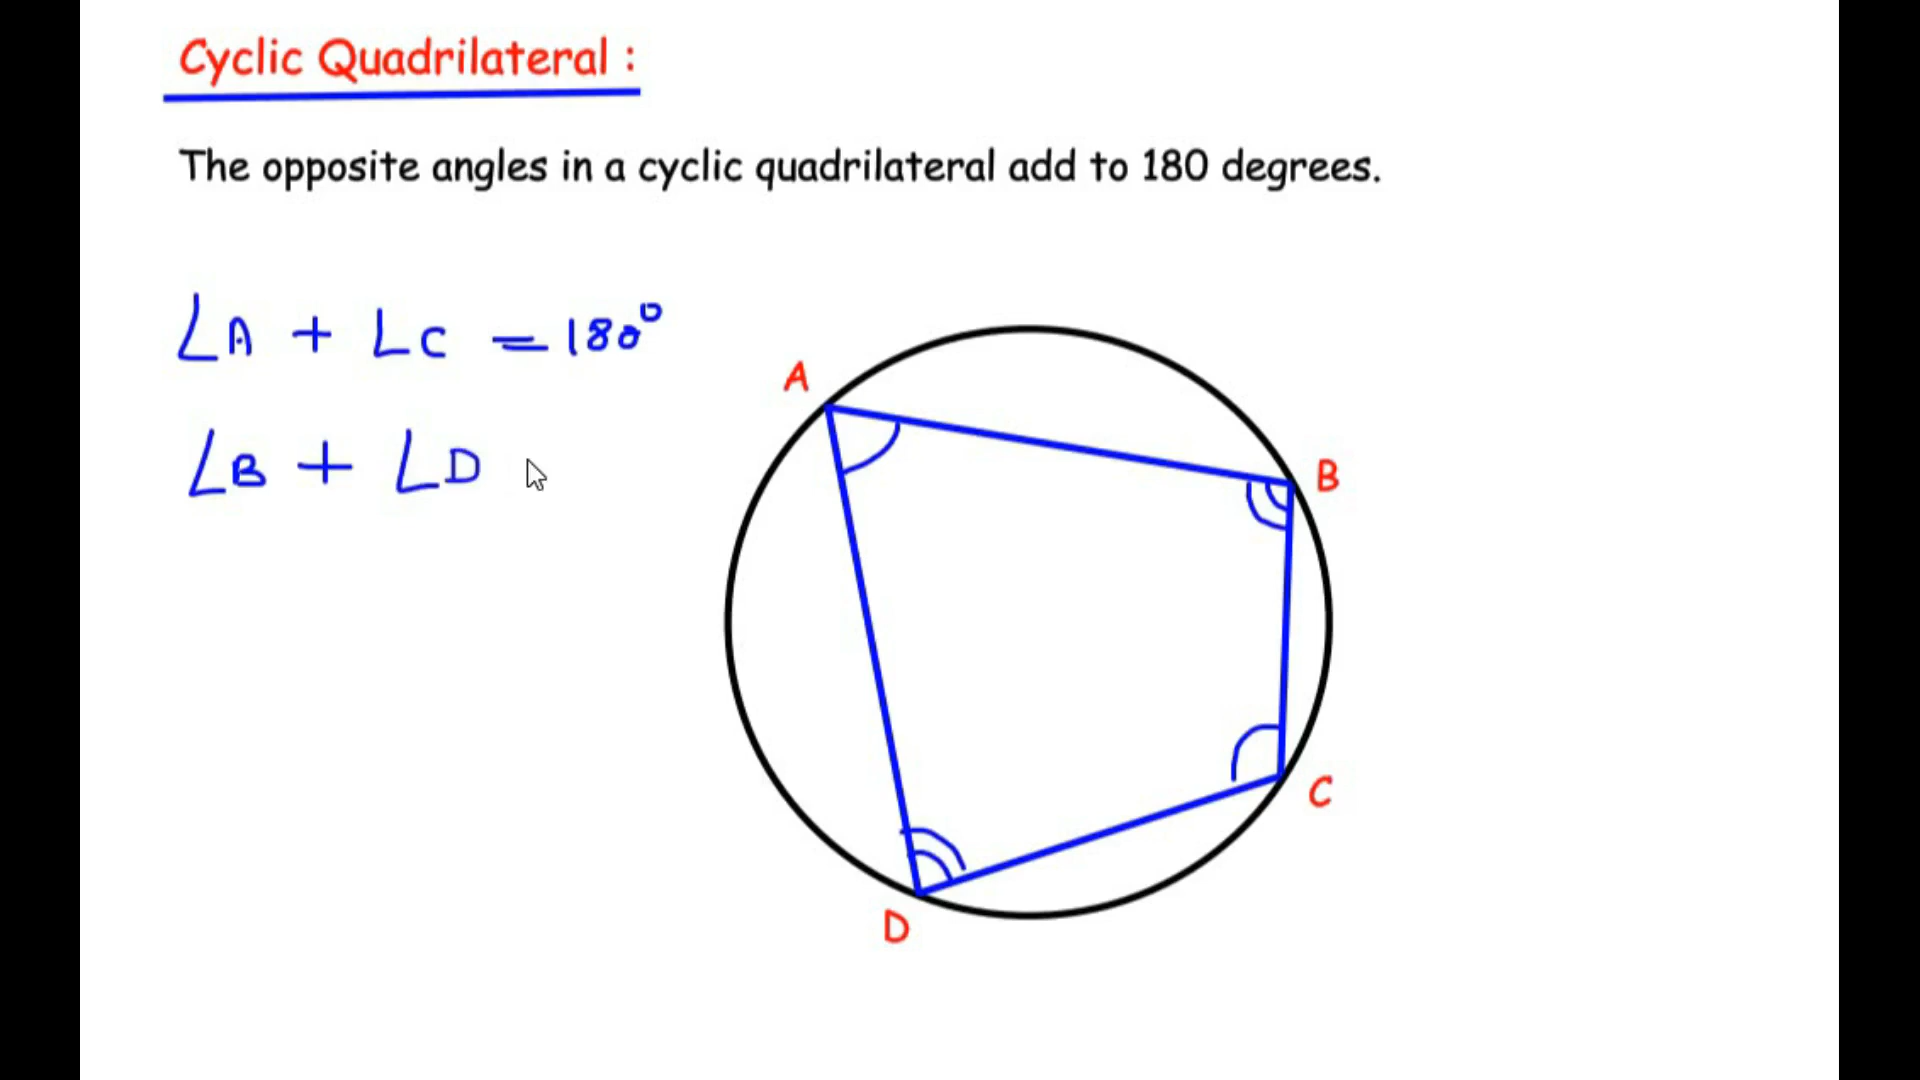 Cyclic Quadrilateral :
The opposite angles in a cyclic quadrilateral add to 180 degrees.
∠A + ∠C = 180°
∠B + ∠D
A
B
C
D